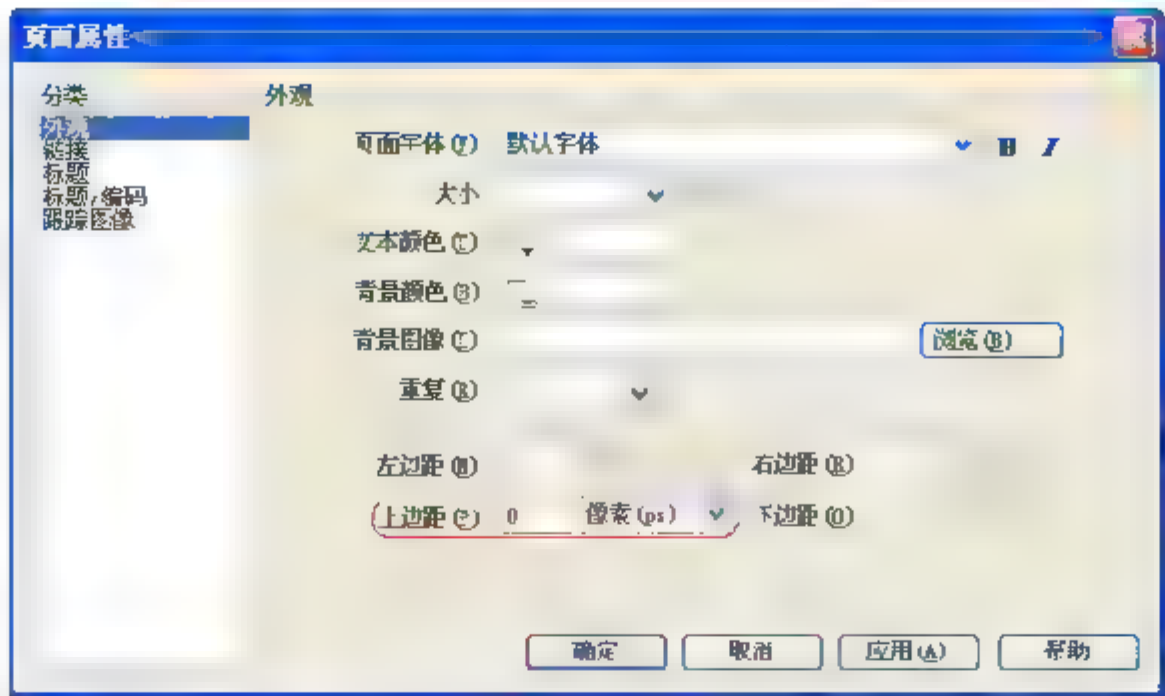 页面属性
分类
外观
链接
标题
标题/编码
跟踪图像
外观
页面字体(F) 默认字体 B I
大小
文本颜色(T)
背景颜色(B)
背景图像(I) 浏览(B)
重复(R)
左边距(M) 右边距(R)
上边距(P) 0 像素(px) 下边距(O)
确定 取消 应用(A) 帮助